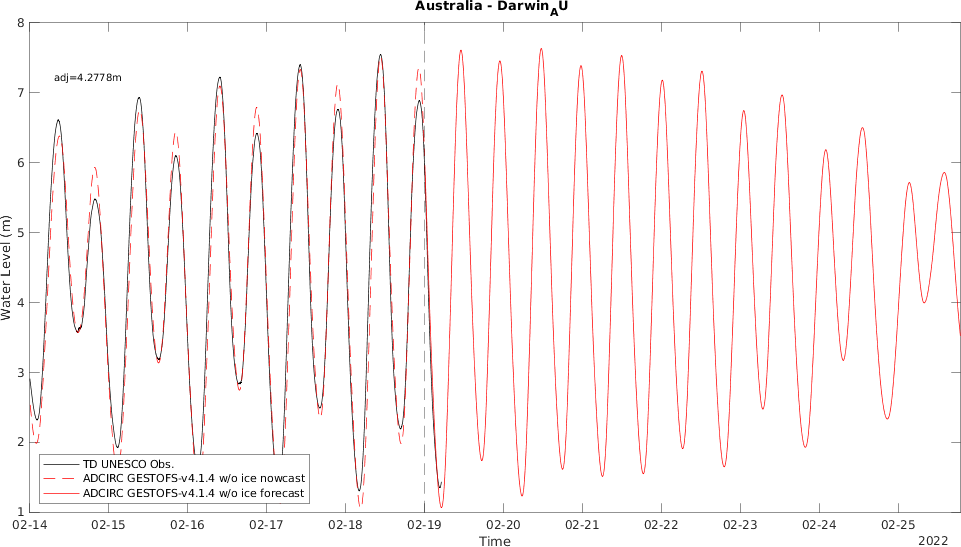 Australia - Darwin_AU
8
7
6
5
4
3
2
1
Water Level (m)
adj=4.2778m
TD UNESCO Obs.
ADCIRC GESTOFS-v4.1.4 w/o ice nowcast
ADCIRC GESTOFS-v4.1.4 w/o ice forecast
02-14 02-15 02-16 02-17 02-18 02-19 02-20 02-21 02-22 02-23 02-24 02-25
Time
2022